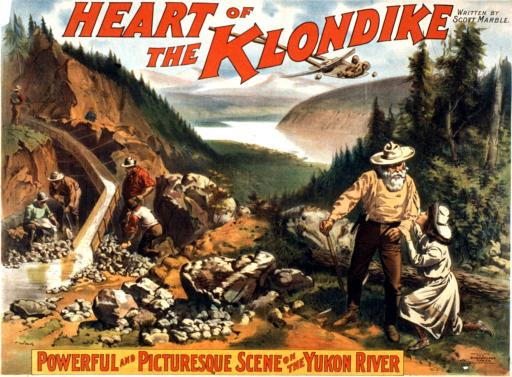 HEART OF
THE KLONDIKE
WRITTEN BY
SCOTT MARBLE.
POWERFUL AND PICTURESQUE SCENE ON THE YUKON RIVER